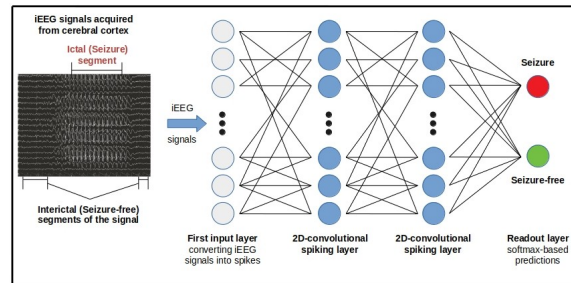 iEEG signals acquired
from cerebral cortex
Ictal (Seizure)
segment
Interictal (Seizure-free)
segments of the signal
iEEG
signals
First input layer
converting iEEG
signals into spikes
2D-convolutional
spiking layer
2D-convolutional
spiking layer
Seizure
Seizure-free
Readout layer
softmax-based
predictions